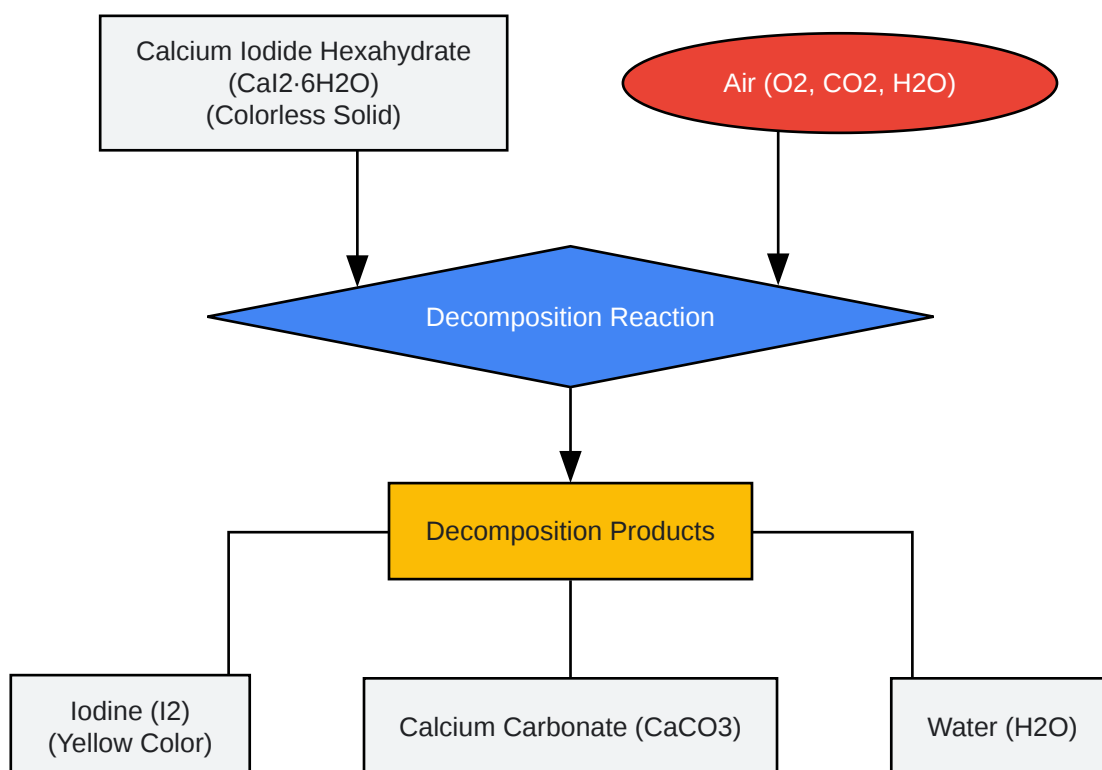 Calcium Iodide Hexahydrate
(CaI2·6H2O)
(Colorless Solid)
Air (O2, CO2, H2O)
Decomposition Reaction
Decomposition Products
Iodine (I2)
(Yellow Color)
Calcium Carbonate (CaCO3)
Water (H2O)